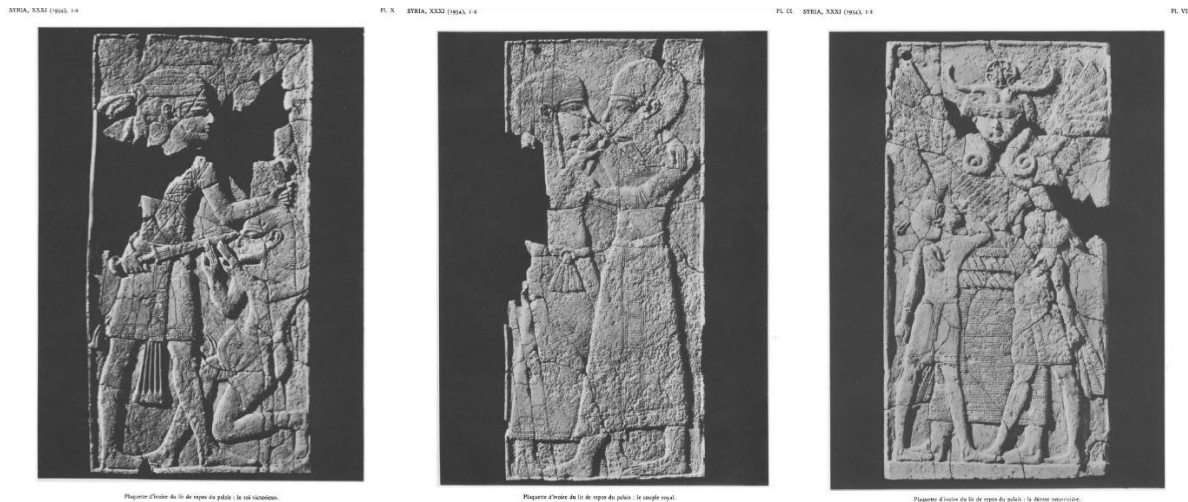 SYRIA, XXXI (1954), 1-2
Pl. X
Plaquette d'ivoire du lit de repos du palais : le roi victorieux.
SYRIA, XXXI (1954), 1-2
Pl. IX
Plaquette d'ivoire du lit de repos du palais : le couple royal.
SYRIA, XXXI (1954), 1-2
Pl. VI
Plaquette d'ivoire du lit de repos du palais : la déesse nourricière.